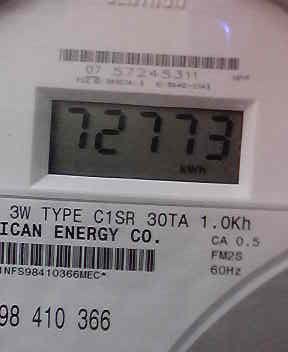 07 57245311
72773
kWh
3W TYPE C1SR 30TA 1.0Kh
ICAN ENERGY CO.
CA 0.5
FM2S
60Hz
1NFS98410366MEC*
98 410 366